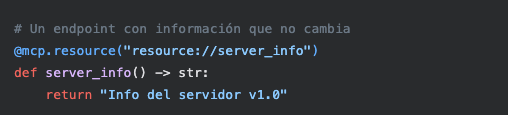 # Un endpoint con información que no cambia
@mcp.resource("resource://server_info")
def server_info() -> str:
    return "Info del servidor v1.0"